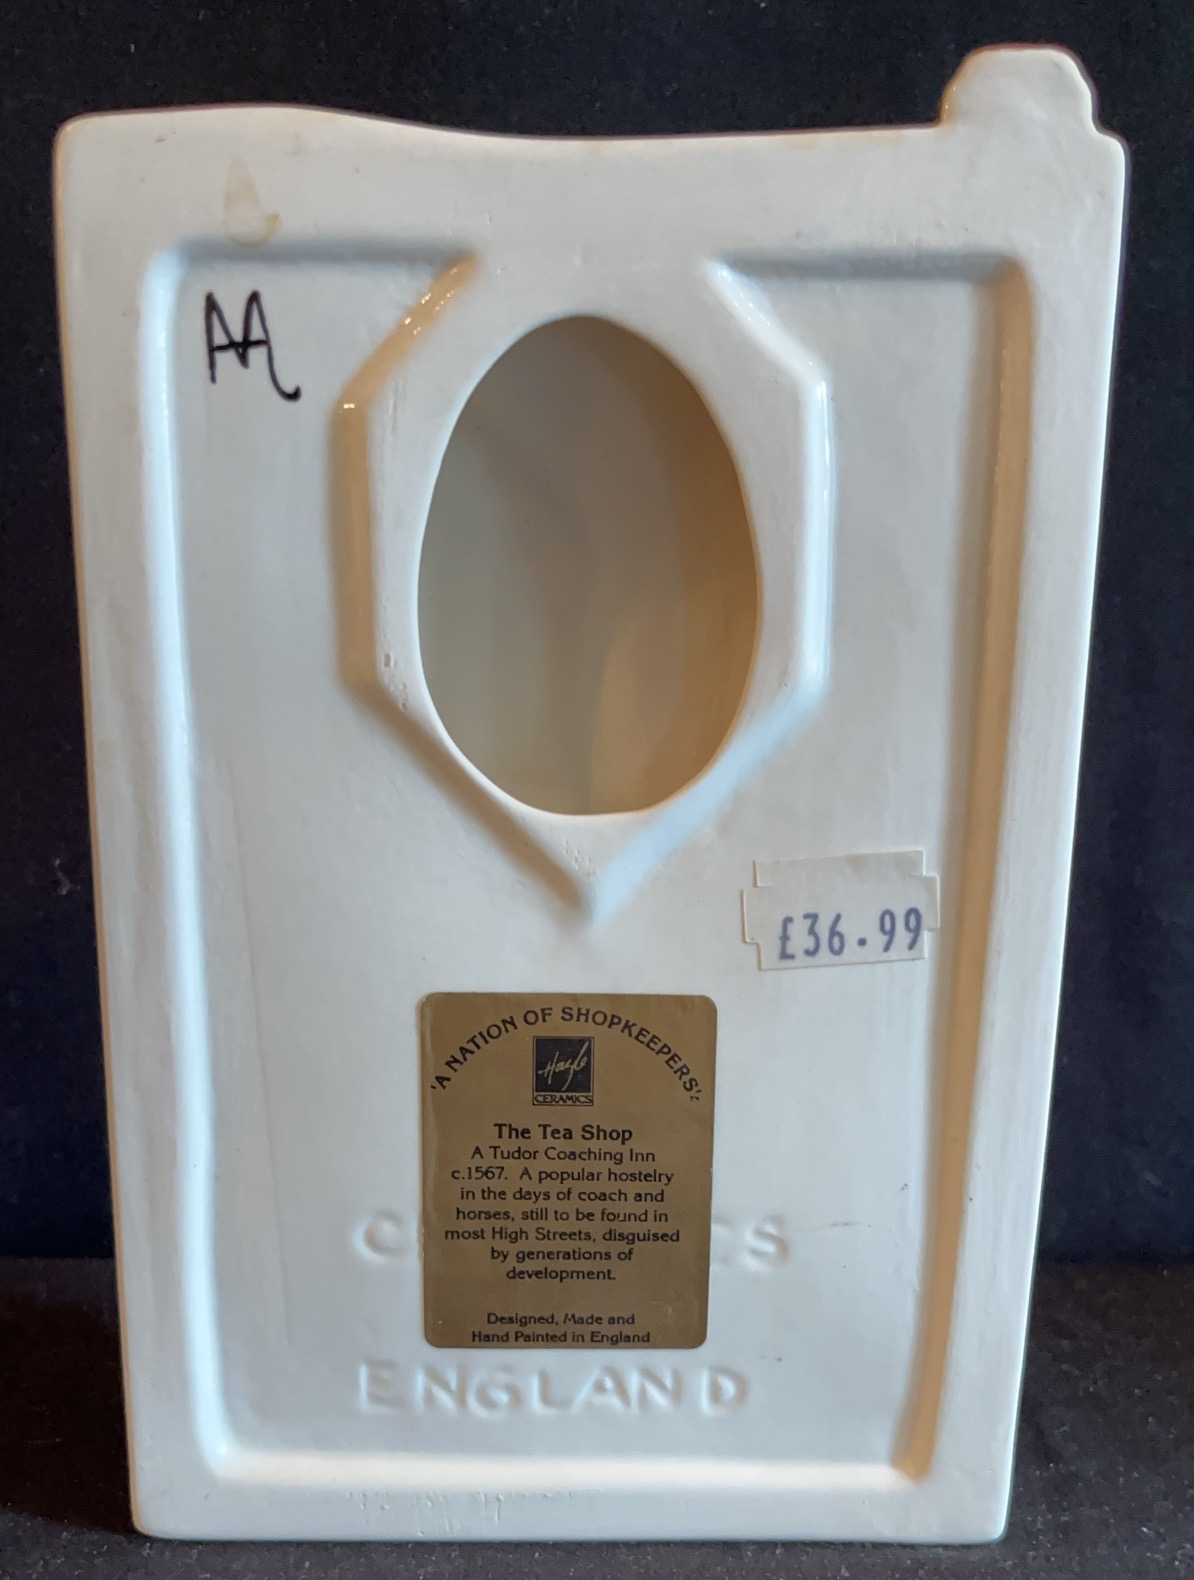 AA
£36.99
'A NATION OF SHOPKEEPERS'™
Hayle
CERAMICS
The Tea Shop
A Tudor Coaching Inn
c.1567. A popular hostelry
in the days of coach and
horses, still to be found in
most High Streets, disguised
by generations of
development.
Designed, Made and
Hand Painted in England
ENGLAND